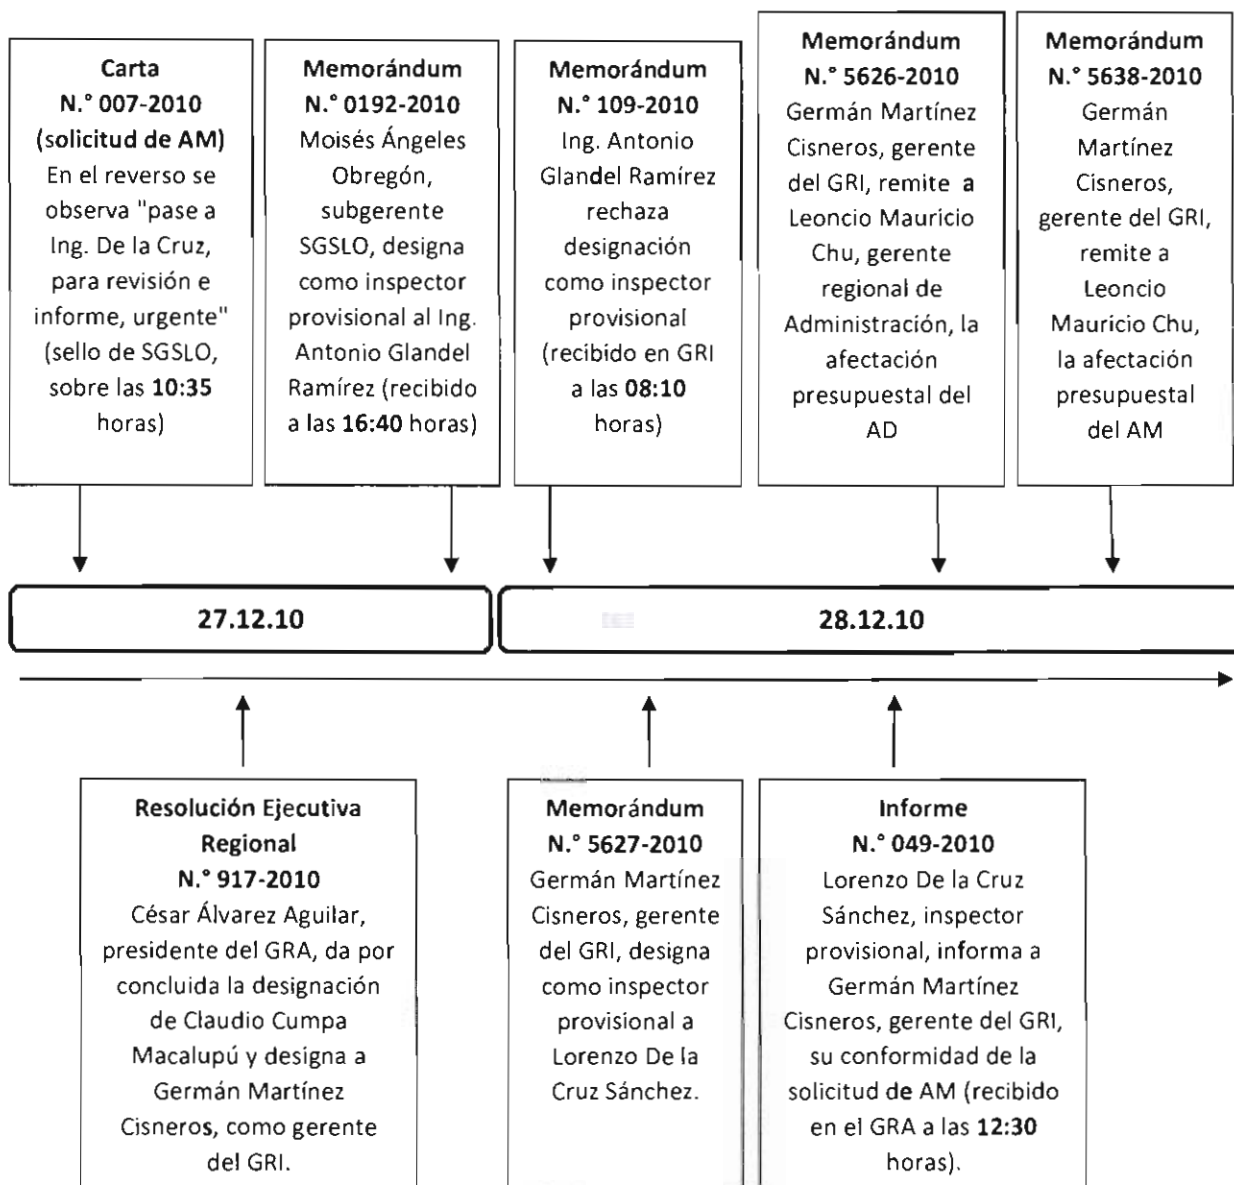 Carta
N.° 007-2010
(solicitud de AM)
En el reverso se
observa "pase a
Ing. De la Cruz,
para revisión e
informe, urgente"
(sello de SGSLO,
sobre las 10:35
horas)
Memorándum
N.° 0192-2010
Moisés Ángeles
Obregón,
subgerente
SGSLO, designa
como inspector
provisional al Ing.
Antonio Glandel
Ramírez (recibido
a las 16:40 horas)
Memorándum
N.° 109-2010
Ing. Antonio
Glandel Ramírez
rechaza
designación
como inspector
provisional
(recibido en GRI
a las 08:10
horas)
Memorándum
N.° 5626-2010
Germán Martínez
Cisneros, gerente
del GRI, remite a
Leoncio Mauricio
Chu, gerente
regional de
Administración, la
afectación
presupuestal del
AD
Memorándum
N.° 5638-2010
Germán
Martínez
Cisneros,
gerente del GRI,
remite a
Leoncio
Mauricio Chu,
la afectación
presupuestal
del AM
27.12.10
28.12.10
Resolución Ejecutiva
Regional
N.° 917-2010
César Álvarez Aguilar,
presidente del GRA, da por
concluida la designación
de Claudio Cumpa
Macalupú y designa a
Germán Martínez
Cisneros, como gerente
del GRI.
Memorándum
N.° 5627-2010
Germán Martínez
Cisneros, gerente
del GRI, designa
como inspector
provisional a
Lorenzo De la
Cruz Sánchez.
Informe
N.° 049-2010
Lorenzo De la Cruz
Sánchez, inspector
provisional, informa a
Germán Martínez
Cisneros, gerente del GRI,
su conformidad de la
solicitud de AM (recibido
en el GRA a las 12:30
horas).